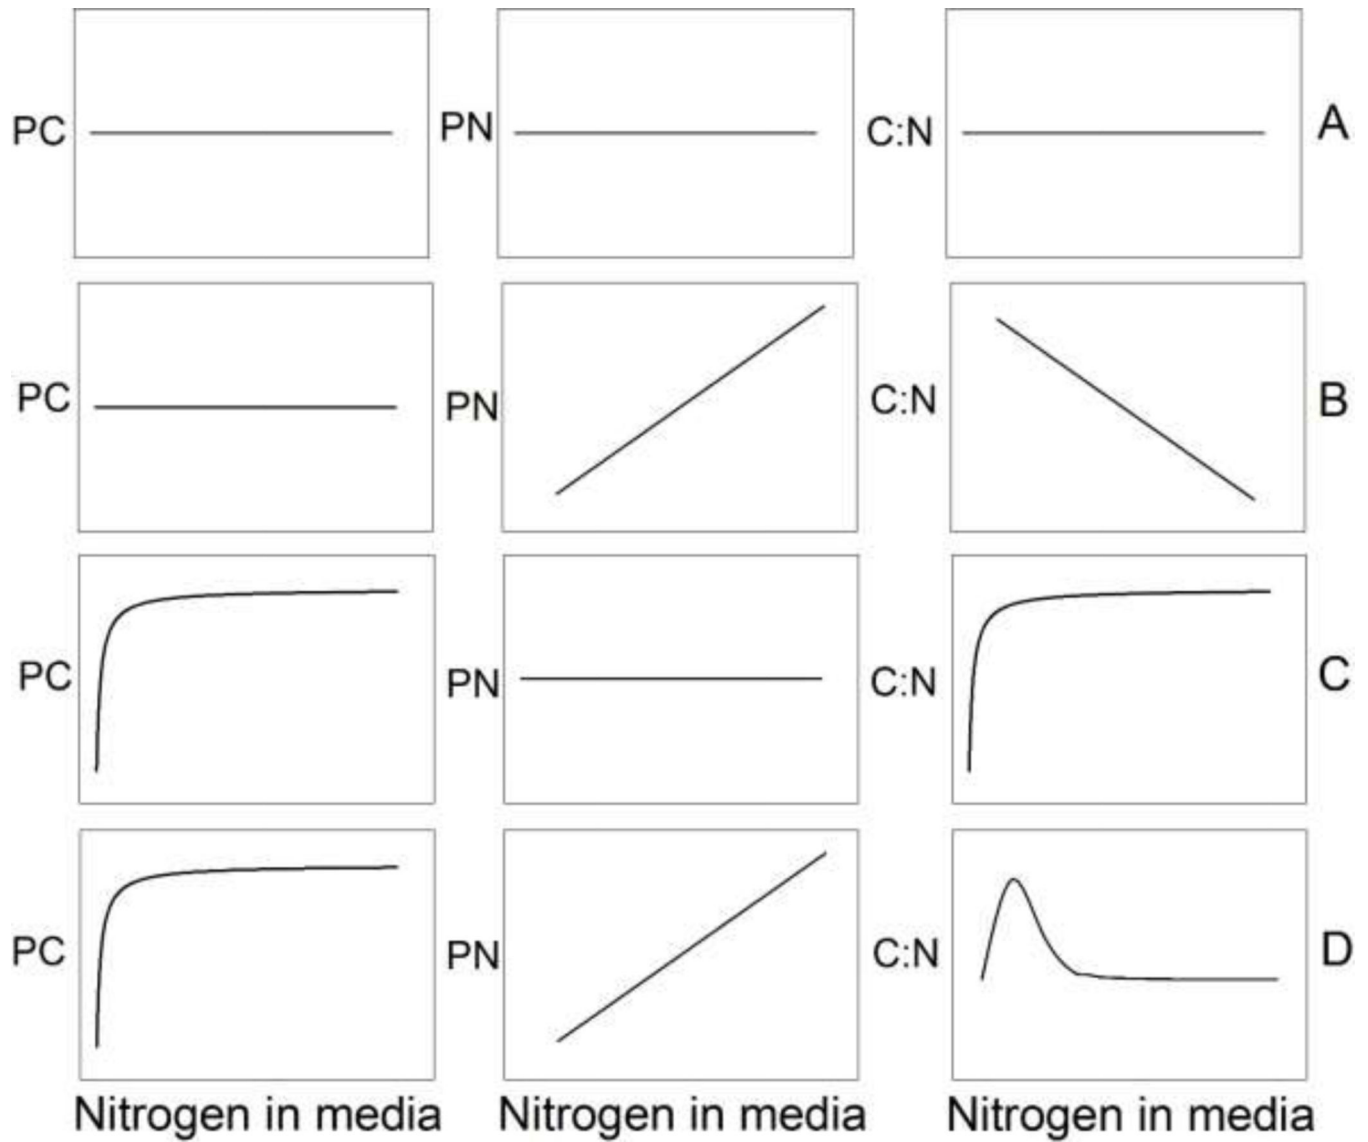 PC PN C:N A
PC PN C:N B
PC PN C:N C
PC PN C:N D
Nitrogen in media Nitrogen in media Nitrogen in media